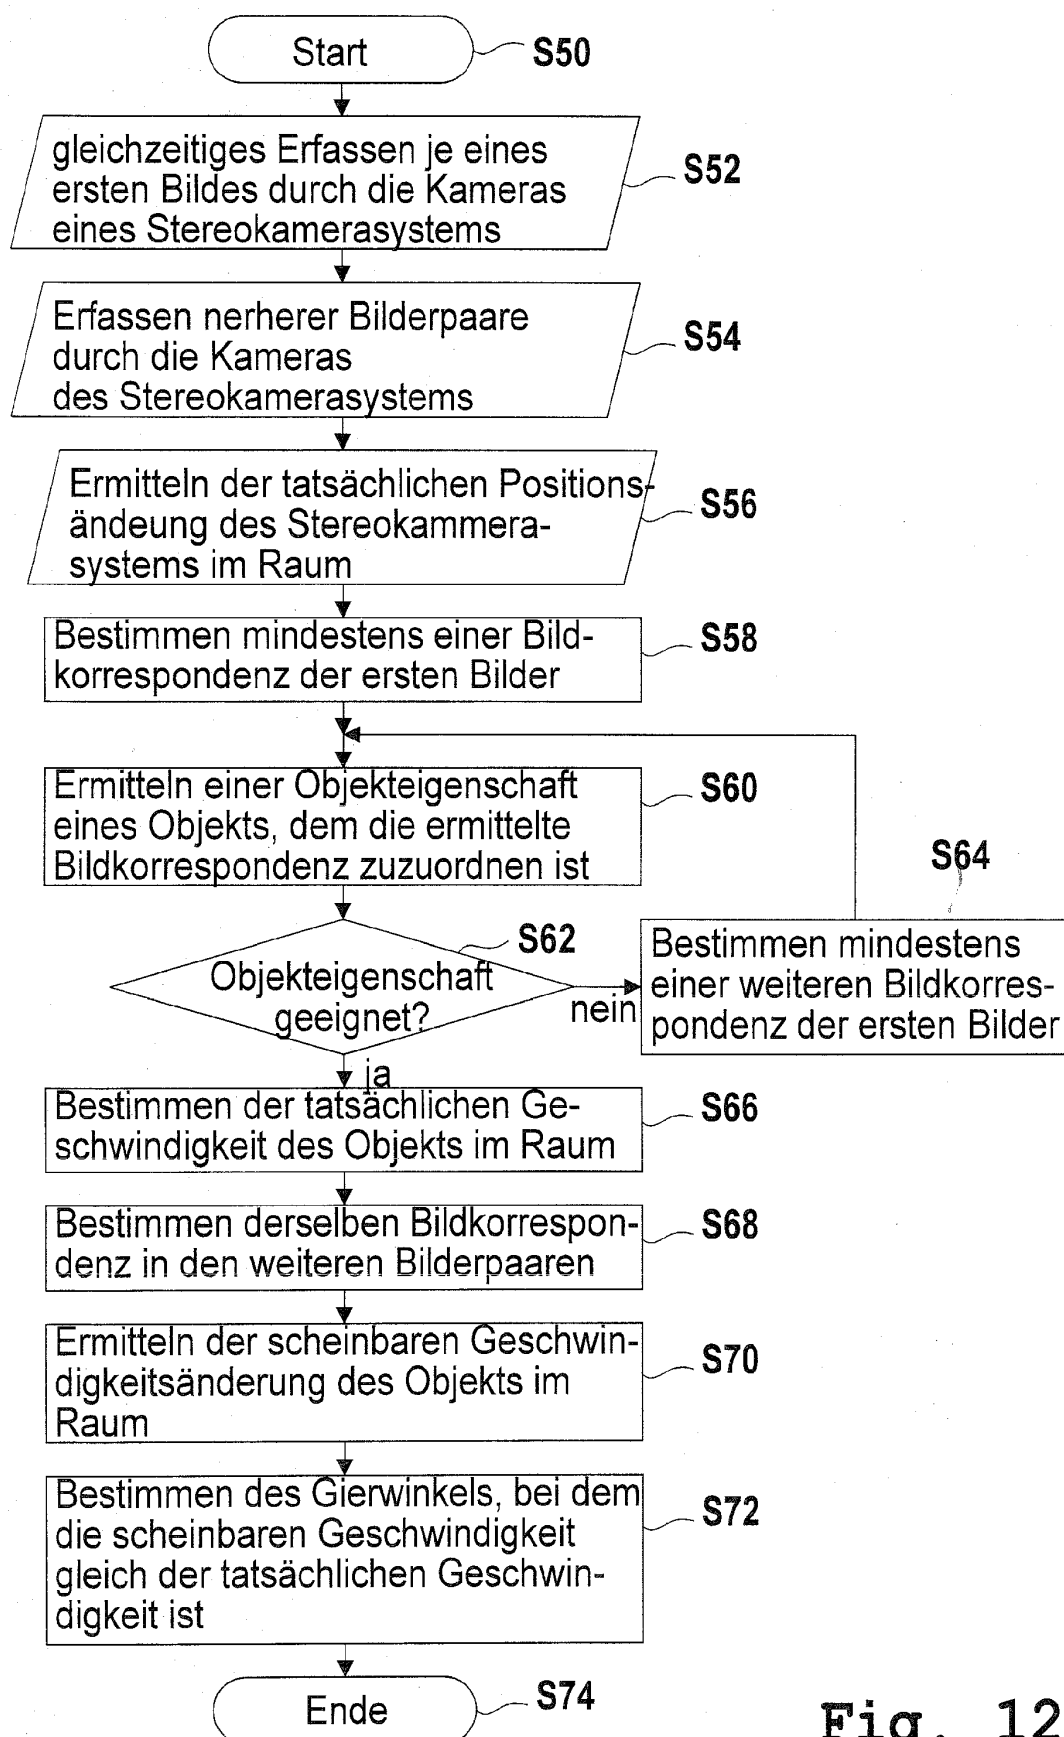 Start
S50
gleichzeitiges Erfassen je eines
ersten Bildes durch die Kameras
eines Stereokamerasystems
S52
Erfassen nerherer Bilderpaare
durch die Kameras
des Stereokamerasystems
S54
Ermitteln der tatsächlichen Positions-
ändeung des Stereokammera-
systems im Raum
S56
Bestimmen mindestens einer Bild-
korrespondenz der ersten Bilder
S58
Ermitteln einer Objekteigenschaft
eines Objekts, dem die ermittelte
Bildkorrespondenz zuzuordnen ist
S60
S62
Objekteigenschaft
geeignet?
nein
S64
Bestimmen mindestens
einer weiteren Bildkorres-
pondenz der ersten Bilder
ja
Bestimmen der tatsächlichen Ge-
schwindigkeit des Objekts im Raum
S66
Bestimmen derselben Bildkorrespon-
denz in den weiteren Bilderpaaren
S68
Ermitteln der scheinbaren Geschwin-
digkeitsänderung des Objekts im
Raum
S70
Bestimmen des Gierwinkels, bei dem
die scheinbaren Geschwindigkeit
gleich der tatsächlichen Geschwin-
digkeit ist
S72
Ende
S74
Fig. 12